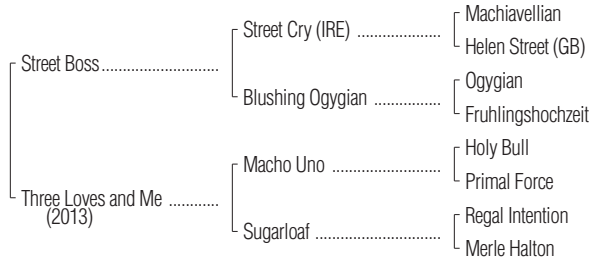 Machiavellian
Street Cry (IRE) ...................
Helen Street (GB)
Street Boss...........................
Ogygian
Blushing Ogygian ................
Fruhlingshochzeit
Holy Bull
Macho Uno .........................
Primal Force
Three Loves and Me ............
(2013)
Regal Intention
Sugarloaf .............................
Merle Halton